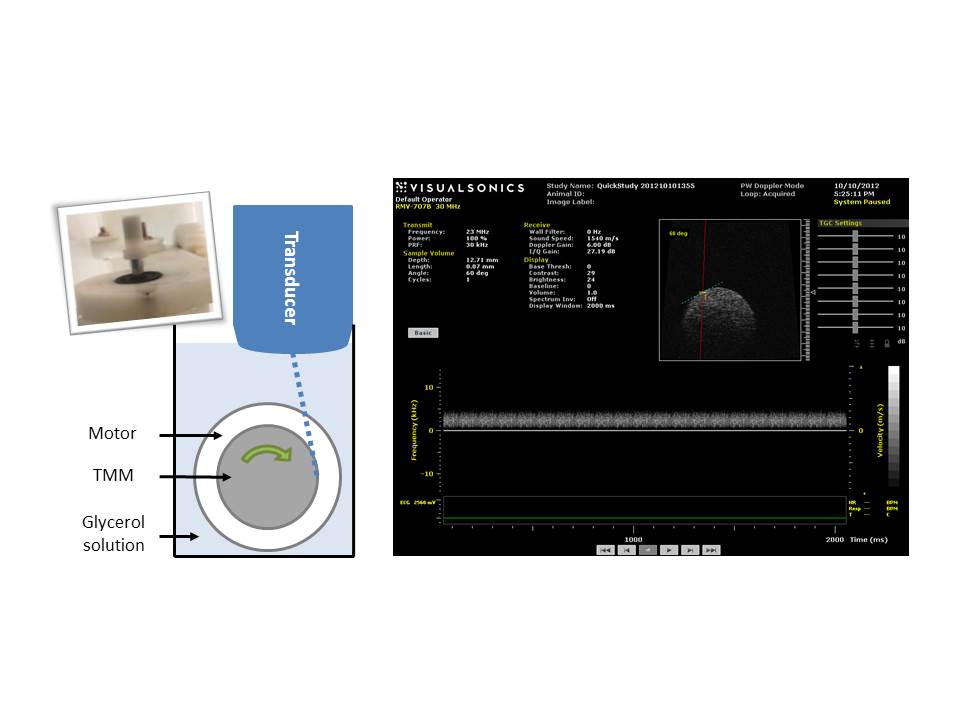 Transducer
Motor
TMM
Glycerol
solution
VISUALSONICS
Default Operator
RMV-707B 30 MHz
Study Name: QuickStudy 201210101355
Animal ID:
Image Label:
PW Doppler Mode
Loop: Acquired
10/10/2012
5:25:11 PM
System Paused
Transmit
Frequency: 23 MHz
Power: 100 %
PRF: 30 kHz
Sample Volume
Depth: 12.71 mm
Length: 0.07 mm
Angle: 60 deg
Cycles: 1
Receive
Wall Filter: 0 Hz
Sound Speed: 1540 m/s
Doppler Gain: 6.00 dB
I/Q Gain: 27.19 dB
Display
Base Thresh: 0
Contrast: 29
Brightness: 24
Baseline: 0
Volume: 1.0
Spectrum Inv: Off
Display Window: 2000 ms
Basic
60 deg
TGC Settings
10
10
10
10
10
10
10
10
dB
Frequency (kHz)
10
0
-10
0
Velocity (m/s)
ECG 2560 mV
HR — BPM
Resp — BPM
T — C
1000
2000 Time (ms)